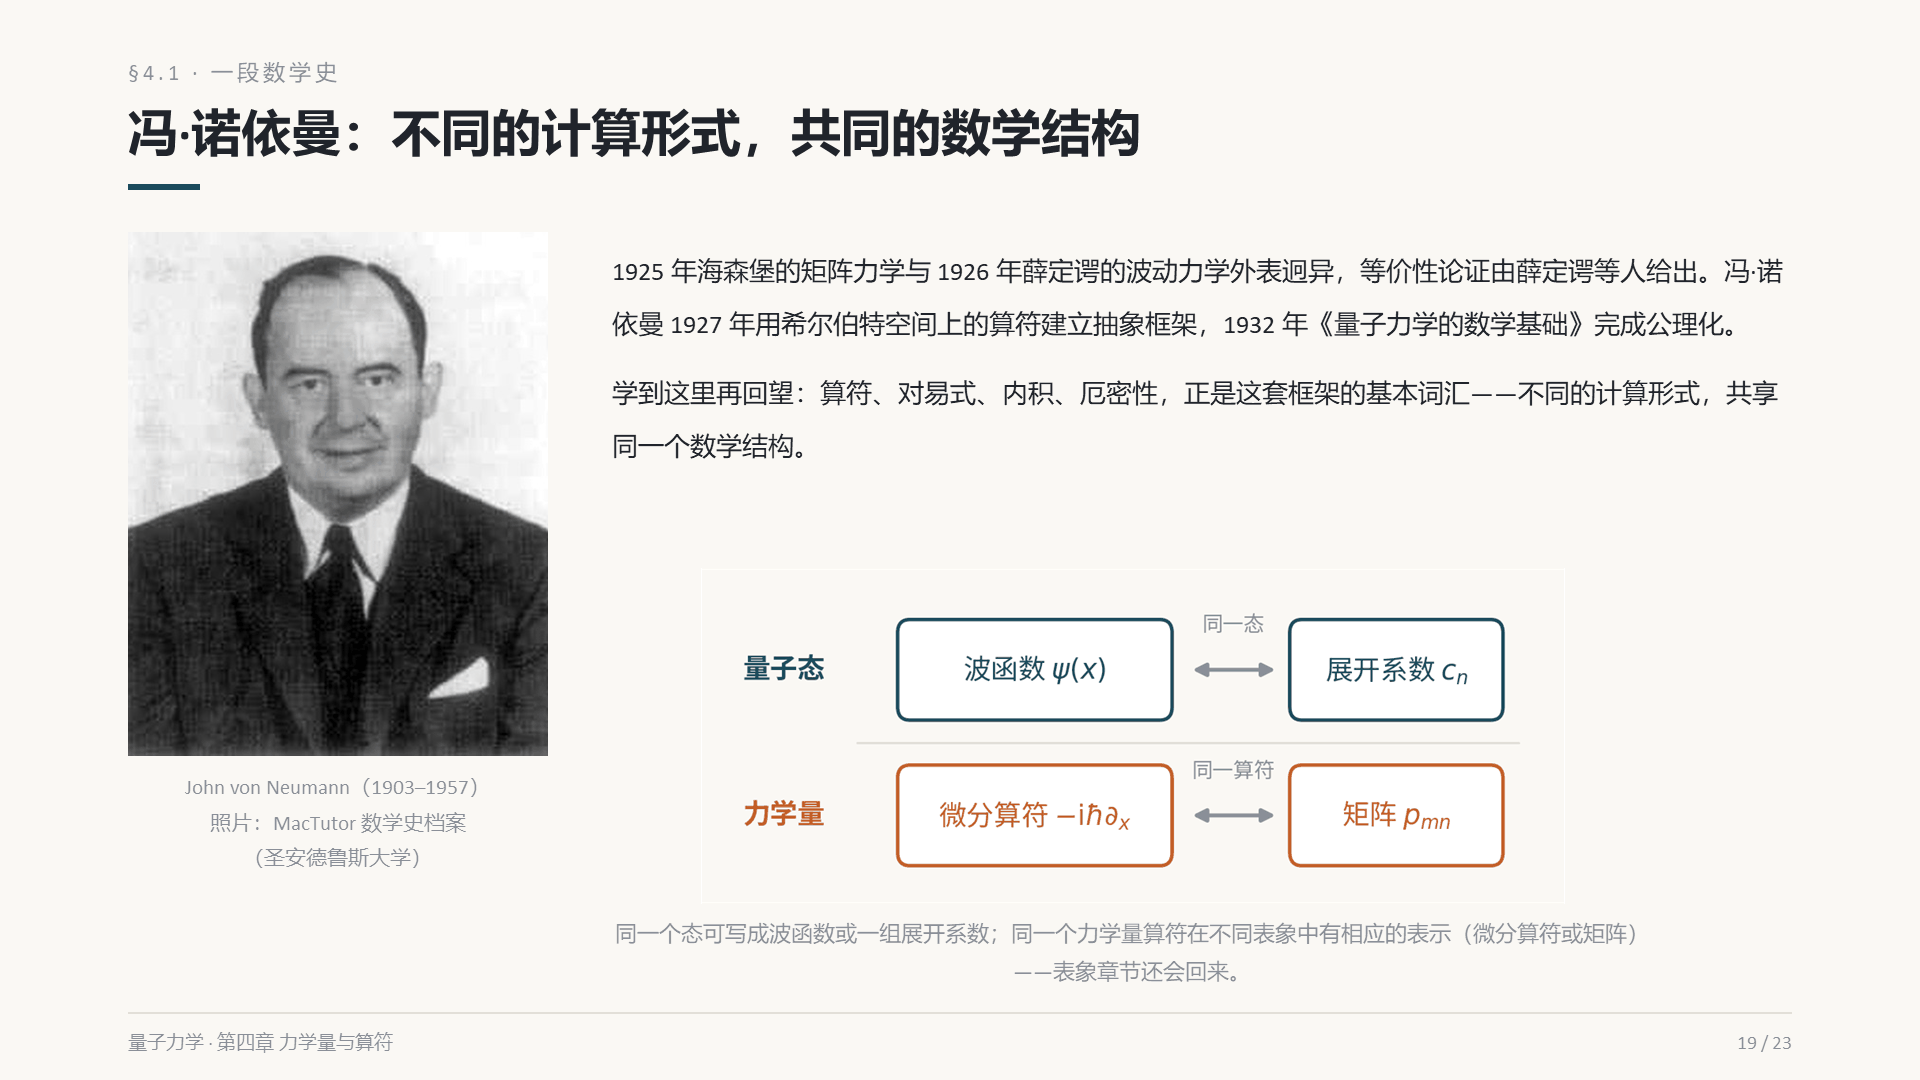 §4.1 · 一段数学史
冯·诺依曼：不同的计算形式，共同的数学结构
1925 年海森堡的矩阵力学与 1926 年薛定谔的波动力学外表迥异，等价性论证由薛定谔等人给出。冯·诺
依曼 1927 年用希尔伯特空间上的算符建立抽象框架，1932 年《量子力学的数学基础》完成公理化。
学到这里再回望：算符、对易式、内积、厄密性，正是这套框架的基本词汇——不同的计算形式，共享
同一个数学结构。
John von Neumann（1903–1957）
照片：MacTutor 数学史档案
（圣安德鲁斯大学）
量子态
波函数 ψ(x)
同一态
展开系数 cₙ
力学量
微分算符 −iℏ∂ₓ
同一算符
矩阵 pₘₙ
同一个态可写成波函数或一组展开系数；同一个力学量算符在不同表象中有相应的表示（微分算符或矩阵）
——表象章节还会回来。
量子力学 · 第四章 力学量与算符
19 / 23